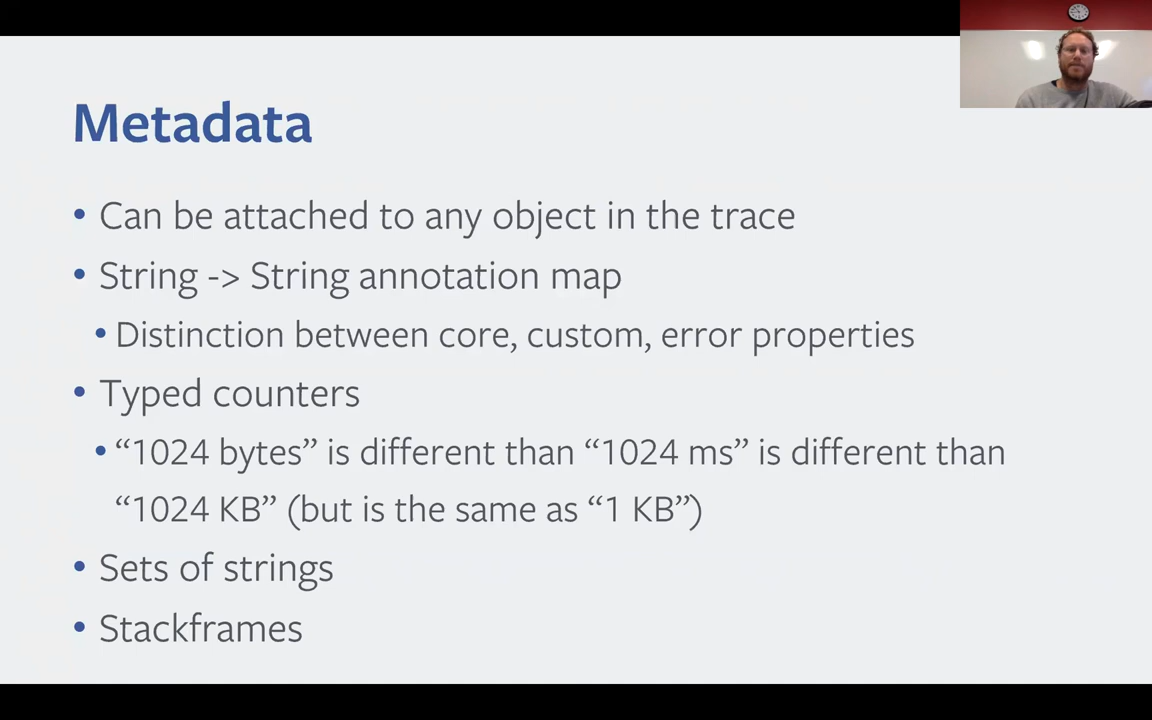 Metadata
• Can be attached to any object in the trace
• String -> String annotation map
• Distinction between core, custom, error properties
• Typed counters
• “1024 bytes” is different than “1024 ms” is different than
“1024 KB” (but is the same as “1 KB”)
• Sets of strings
• Stackframes